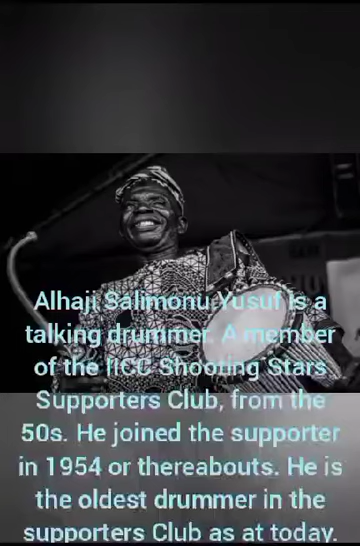 Alhaji Salimonu Yusuf is a
talking drummer. A member
of the IICC Shooting Stars
Supporters Club, from the
50s. He joined the supporter
in 1954 or thereabouts. He is
the oldest drummer in the
supporters Club as at today.